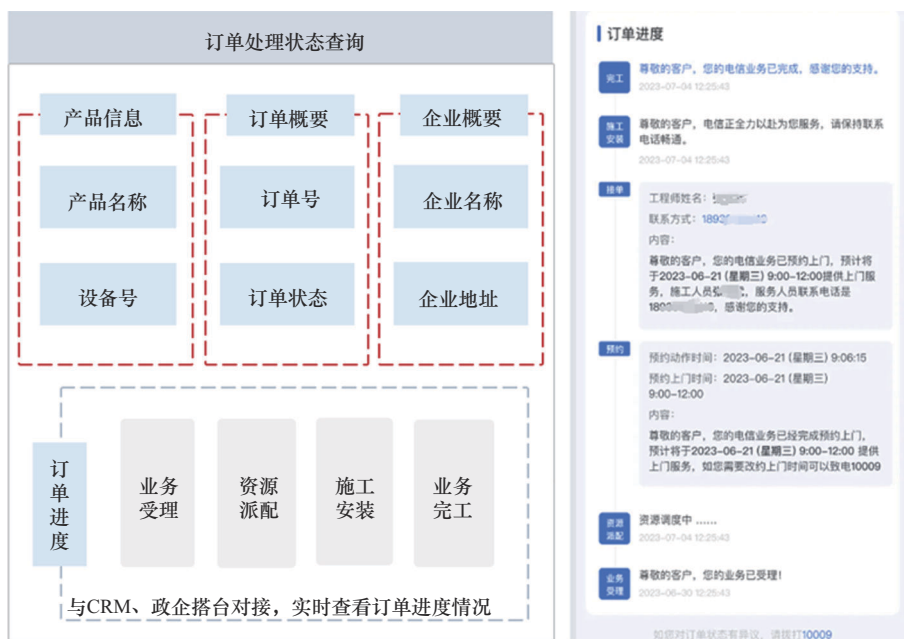 订单处理状态查询
产品信息
订单概要
企业概要
产品名称
订单号
企业名称
设备号
订单状态
企业地址
订单进度
业务
受理
资源
派配
施工
安装
业务
完工
与CRM、政企搭台对接，实时查看订单进度情况
订单进度
完工
尊敬的客户，您的电信业务已完成，感谢您的支持。
2023-07-04 12:25:43
施工
安装
尊敬的客户，电信正全力以赴为您服务，请保持联系
电话畅通。
2023-07-04 12:25:43
接单
工程师姓名：
联系方式：1893
内容：
尊敬的客户，您的电信业务已预约上门，预计将
于2023-06-21 (星期三) 9:00-12:00提供上门服
务，施工人员，服务人员联系电话是
189，感谢您的支持。
预约
预约动作时间：2023-06-21 (星期三) 9:06:15
预约上门时间：2023-06-21 (星期三)
9:00-12:00
内容：
尊敬的客户，您的电信业务已经完成预约上门，
预计将于2023-06-21 (星期三) 9:00-12:00 提供
上门服务，如您需要改约上门时间可以致电10009
资源
派配
资源调度中 ......
2023-07-04 12:25:43
业务
受理
尊敬的客户，您的业务已受理!
2023-06-30 12:25:43
如您对订单状态有异议，请拨打10009